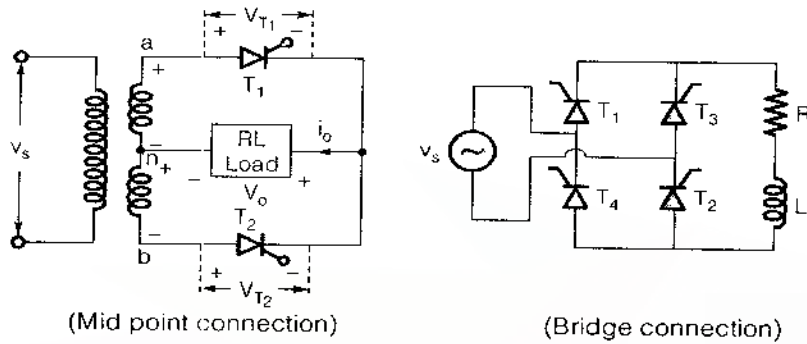 V_T1
+ −
a
+
T1
v_s
−
n
+
RL
Load
i_o
− +
V_o
T2
−
b
+ −
V_T2
(Mid point connection)
T1
T3
R
v_s
T4
T2
L
(Bridge connection)